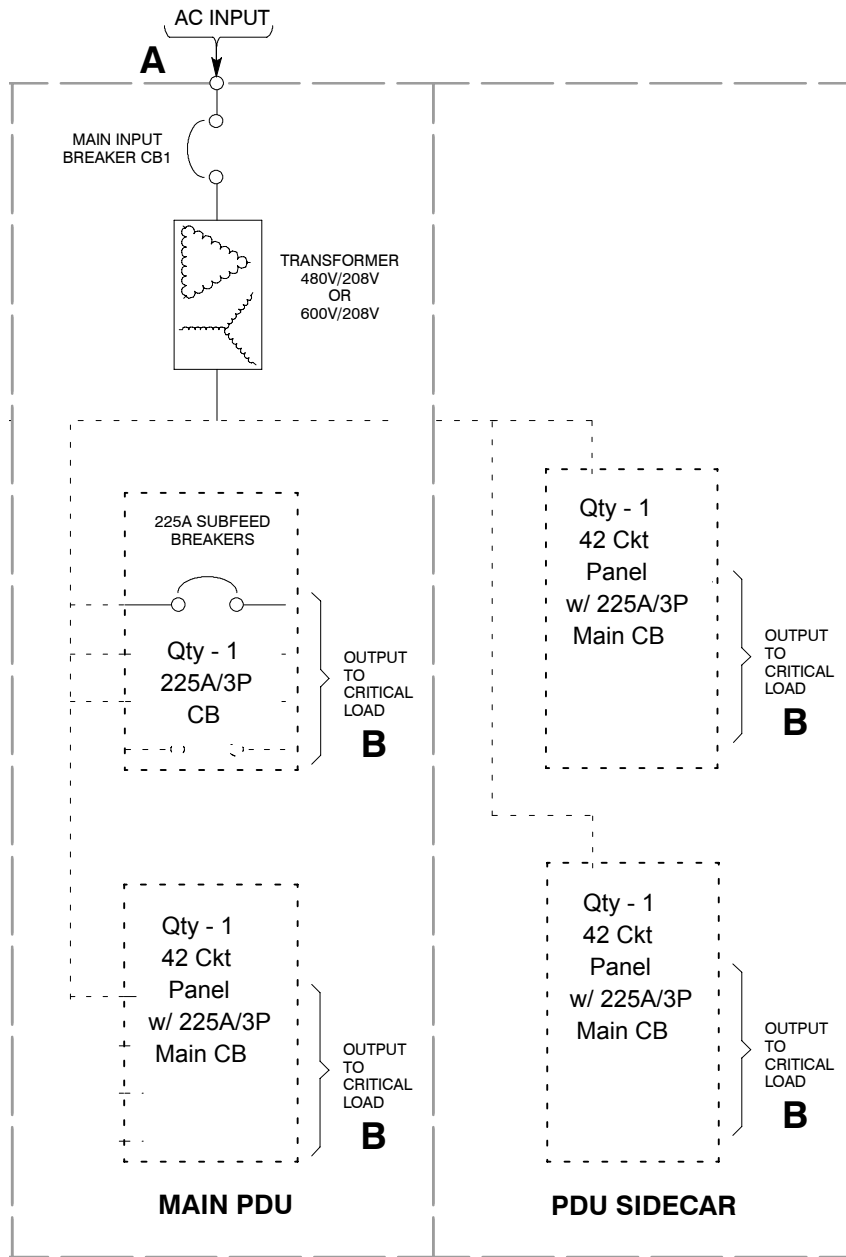 AC INPUT
A
MAIN INPUT
BREAKER CB1
TRANSFORMER
480V/208V
OR
600V/208V
225A SUBFEED
BREAKERS
Qty - 1
225A/3P
CB
OUTPUT
TO
CRITICAL
LOAD
B
Qty - 1
42 Ckt
Panel
w/ 225A/3P
Main CB
OUTPUT
TO
CRITICAL
LOAD
B
Qty - 1
42 Ckt
Panel
w/ 225A/3P
Main CB
OUTPUT
TO
CRITICAL
LOAD
B
Qty - 1
42 Ckt
Panel
w/ 225A/3P
Main CB
OUTPUT
TO
CRITICAL
LOAD
B
MAIN PDU
PDU SIDECAR